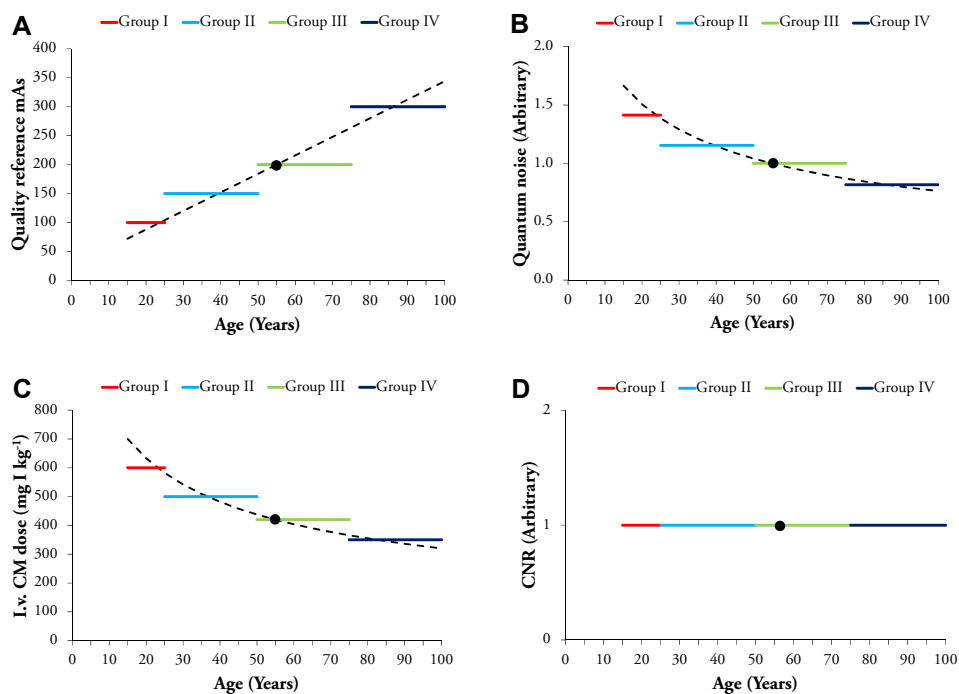 A
Group I Group II Group III Group IV
400
350
300
250
200
150
100
50
0
Quality reference mAs
0 10 20 30 40 50 60 70 80 90 100
Age (Years)
B
Group I Group II Group III Group IV
2.0
1.5
1.0
0.5
0.0
Quantum noise (Arbitrary)
0 10 20 30 40 50 60 70 80 90 100
Age (Years)
C
Group I Group II Group III Group IV
800
700
600
500
400
300
200
100
0
I.v. CM dose (mg I kg⁻¹)
0 10 20 30 40 50 60 70 80 90 100
Age (Years)
D
Group I Group II Group III Group IV
2
1
0
CNR (Arbitrary)
0 10 20 30 40 50 60 70 80 90 100
Age (Years)